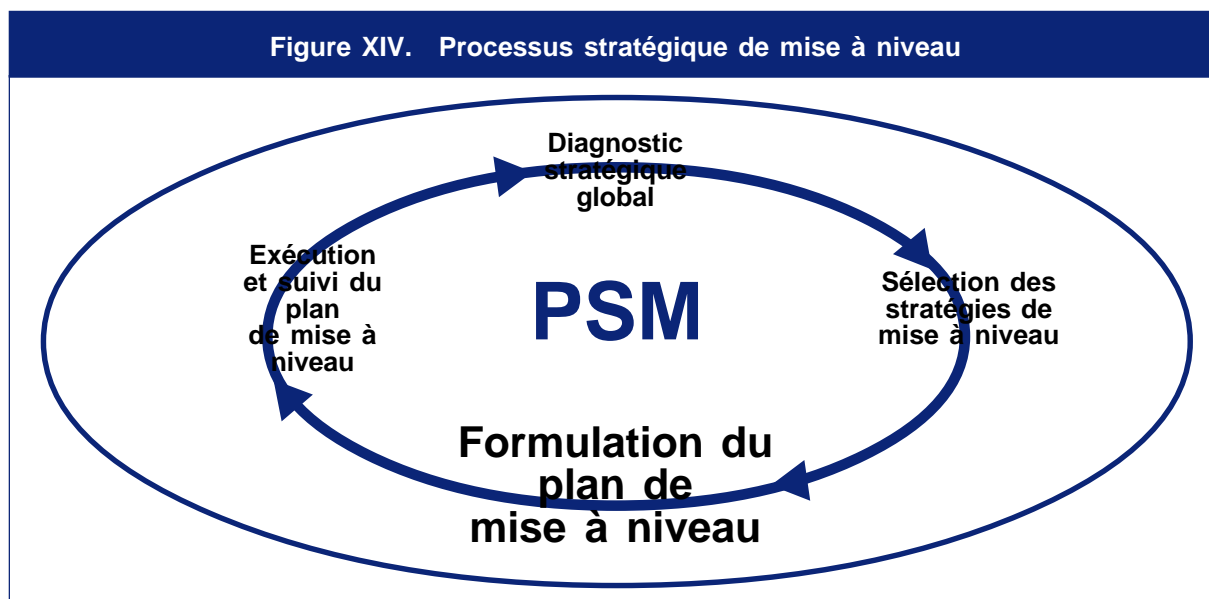 Figure XIV. Processus stratégique de mise à niveau
Diagnostic
stratégique
global
Exécution
et suivi du
plan
de mise à
niveau
PSM
Sélection des
stratégies de
mise à niveau
Formulation du
plan de
mise à niveau